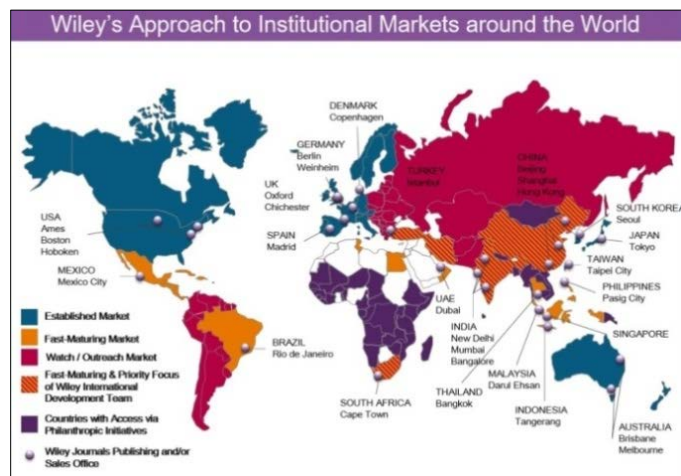 Wiley's Approach to Institutional Markets around the World
DENMARK
Copenhagen
GERMANY
Berlin
Weinheim
TURKEY
Istanbul
CHINA
Beijing
Shanghai
Hong Kong
UK
Oxford
Chichester
SOUTH KOREA
Seoul
USA
Ames
Boston
Hoboken
SPAIN
Madrid
JAPAN
Tokyo
TAIWAN
Taipei City
MEXICO
Mexico City
UAE
Dubai
PHILIPPINES
Pasig City
INDIA
New Delhi
Mumbai
Bangalore
SINGAPORE
BRAZIL
Rio de Janeiro
MALAYSIA
Darul Ehsan
THAILAND
Bangkok
INDONESIA
Tangerang
SOUTH AFRICA
Cape Town
AUSTRALIA
Brisbane
Melbourne
Established Market
Fast-Maturing Market
Watch / Outreach Market
Fast-Maturing & Priority Focus
of Wiley International
Development Team
Countries with Access via
Philanthropic Initiatives
Wiley Journals Publishing and/or
Sales Office